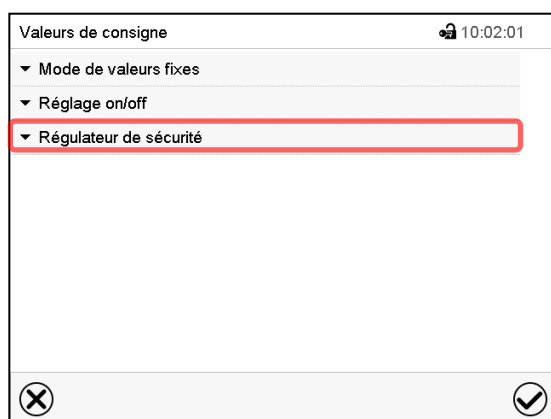 Valeurs de consigne 10:02:01
Mode de valeurs fixes
Réglage on/off
Régulateur de sécurité